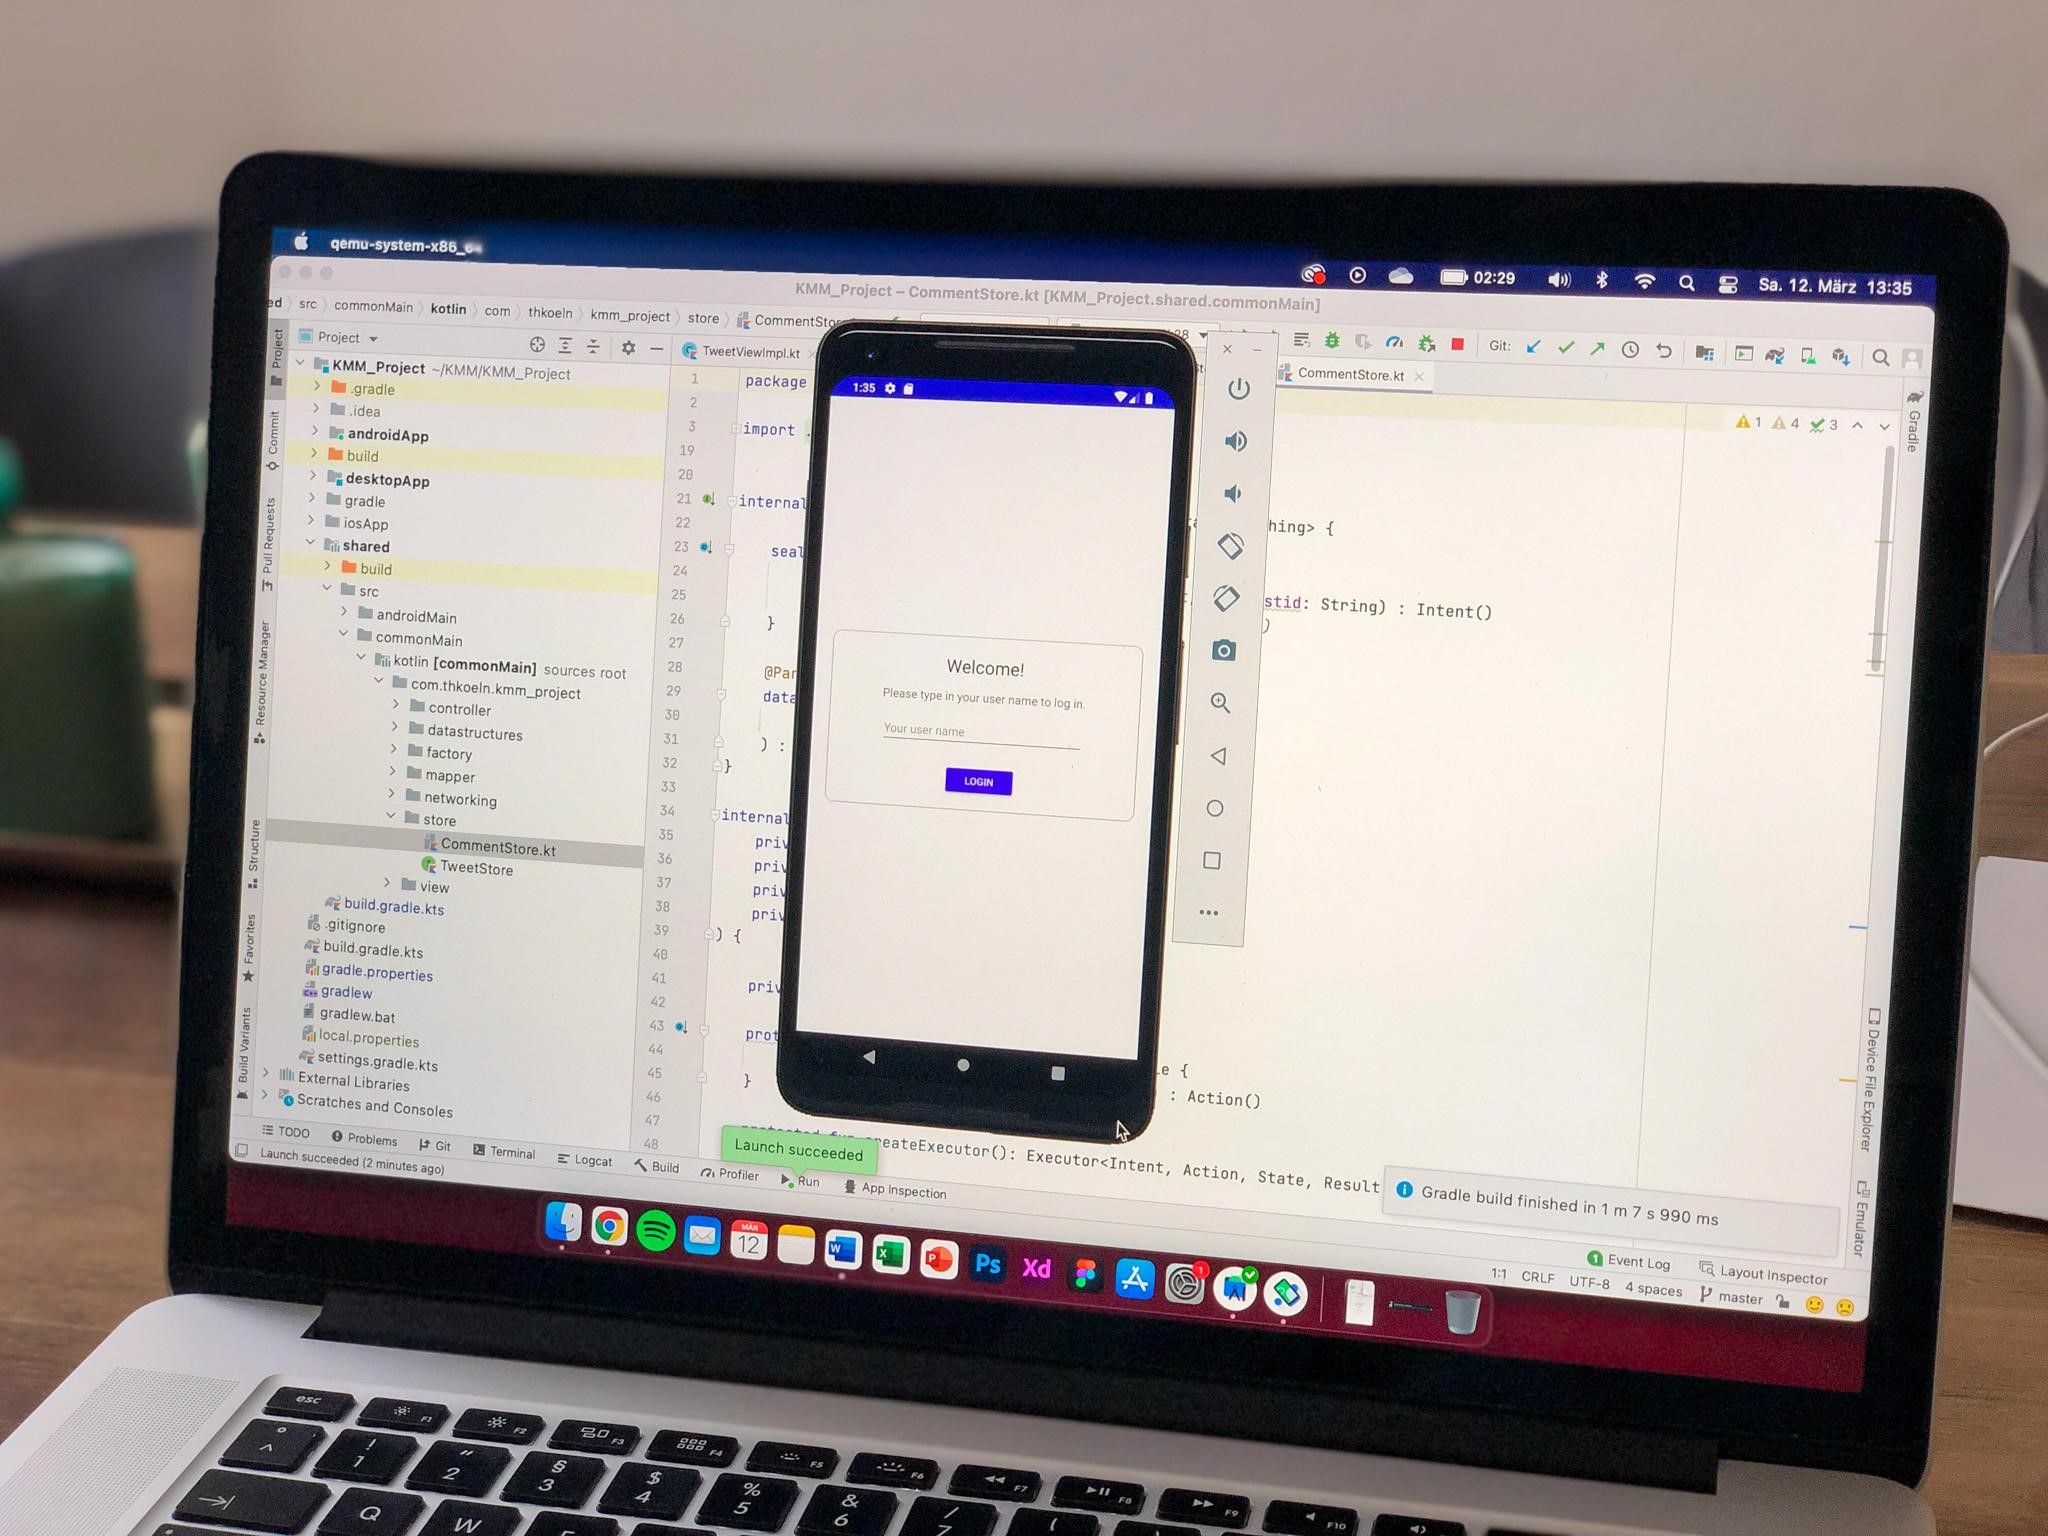 qemu-system-x86_64
02:29
Sa. 12. März 13:35
KMM_Project – CommentStore.kt [KMM_Project.shared.commonMain]
src commonMain kotlin com thkoeln kmm_project store
Git:
Project
TweetViewImpl.kt
CommentStore.kt
KMM_Project ~/KMM/KMM_Project
.gradle
.idea
androidApp
build
desktopApp
gradle
iosApp
shared
build
src
androidMain
commonMain
kotlin [commonMain] sources root
com.thkoeln.kmm_project
controller
datastructures
factory
mapper
networking
store
CommentStore.kt
TweetStore
view
build.gradle.kts
.gitignore
build.gradle.kts
gradle.properties
gradlew
gradlew.bat
local.properties
settings.gradle.kts
External Libraries
Scratches and Consoles
Project
Commit
Pull Requests
Resource Manager
Structure
Favorites
Build Variants
1 package
2
3 import
19
20
21 internal
22
23
24
25 stid: String) : Intent()
26 }
27
28
29 data
30
31 ) :
32 }
33
34 internal
35
36
37
38
39 ) {
40
41
42
43
44
45 }
46 : Action()
47 createExecutor(): Executor<Intent, Action, State, Result
48
1:35
Welcome!
Please type in your user name to log in.
Your user name
LOGIN
1 4 3
Gradle
Device File Explorer
Emulator
Launch succeeded
TODO Problems Git Terminal Logcat Build Profiler Run App Inspection
Launch succeeded (2 minutes ago)
Gradle build finished in 1 m 7 s 990 ms
1 Event Log Layout Inspector
1:1 CRLF UTF-8 4 spaces master
MÄR
12
W
X
P
Ps
Xd
1
esc F1 F2 F3 F4 F5 F6 F7 F8 F9 F10
^ ° ! 1 " 2 § 3 $ 4 % 5 & 6 / 7 (
Q W